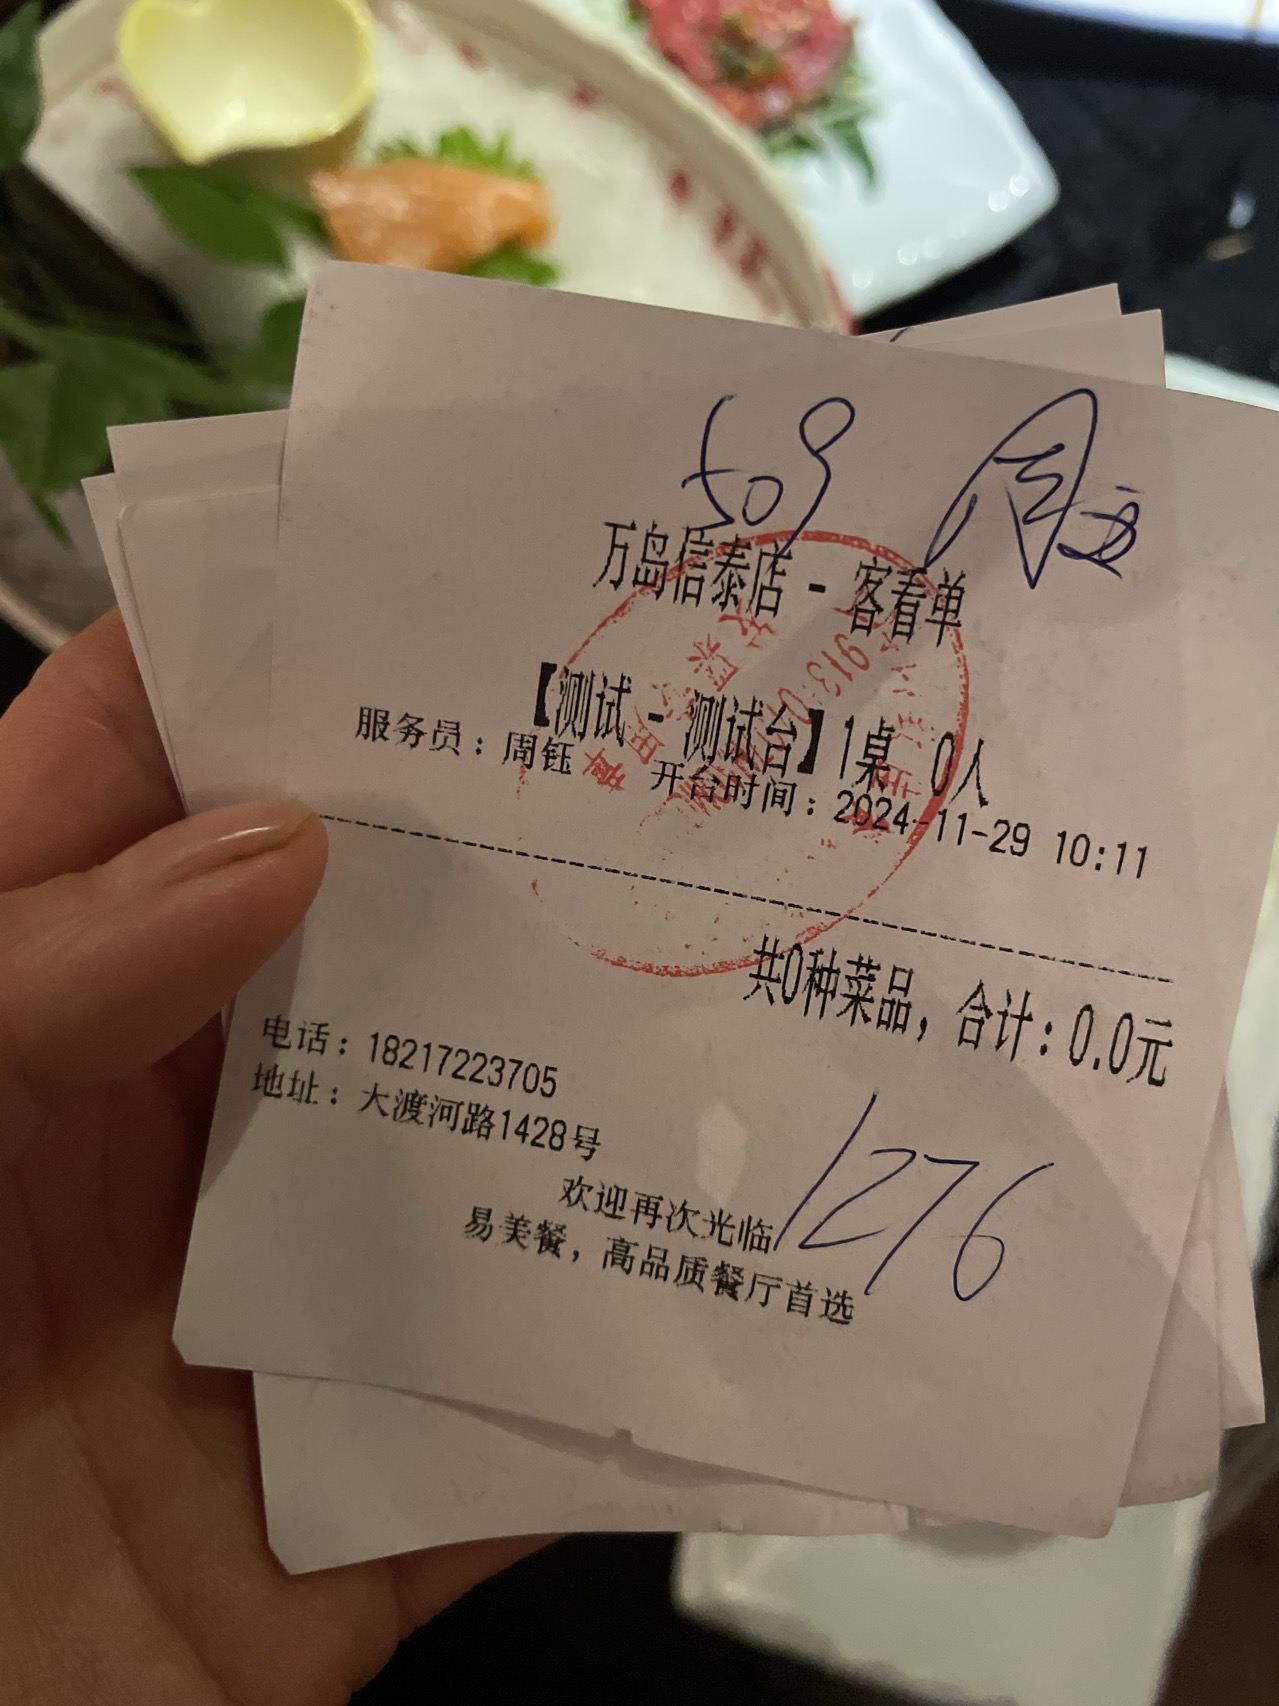 509 周五
万岛信泰店 - 客看单
【测试 - 测试台】1桌 0人
服务员：周钰 开台时间：2024-11-29 10:11
共0种菜品，合计：0.0元
电话：18217223705
地址：大渡河路1428号
1276
欢迎再次光临
易美餐，高品质餐厅首选